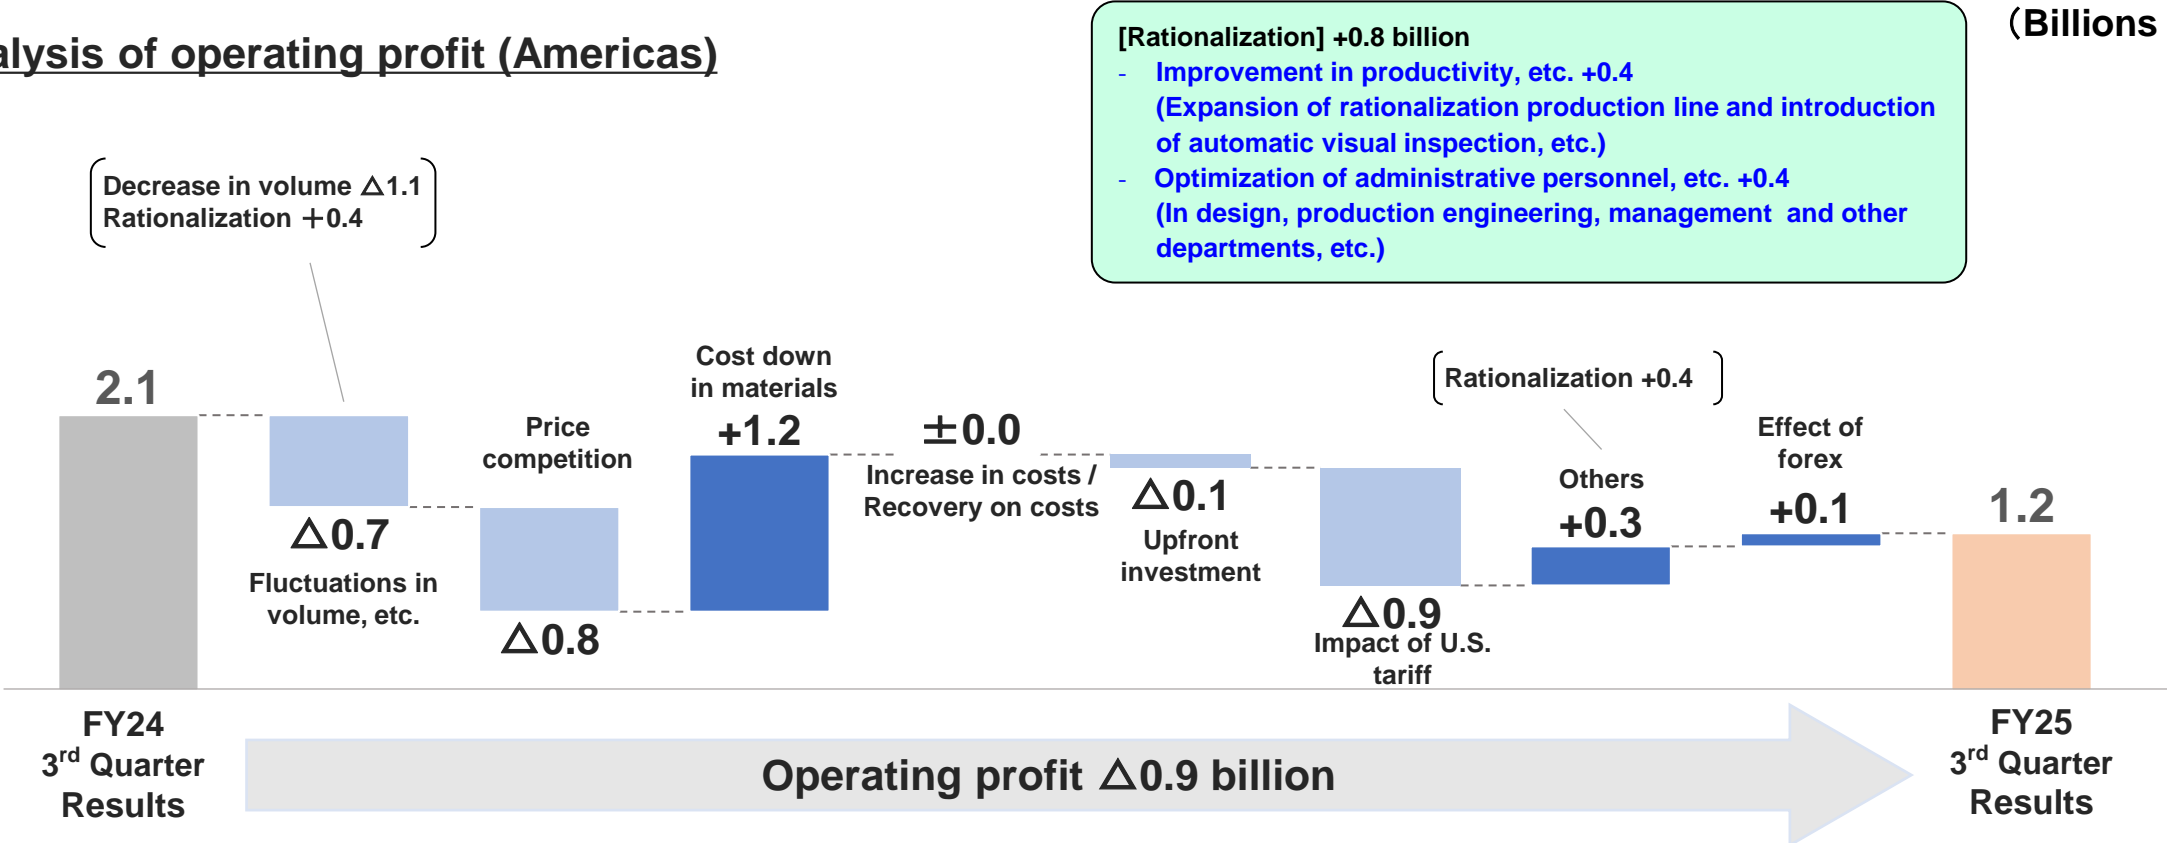 alysis of operating profit (Americas)
(Billions
[Rationalization] +0.8 billion
- Improvement in productivity, etc. +0.4
(Expansion of rationalization production line and introduction
of automatic visual inspection, etc.)
- Optimization of administrative personnel, etc. +0.4
(In design, production engineering, management and other
departments, etc.)
Decrease in volume △1.1
Rationalization +0.4
2.1
△0.7
Fluctuations in
volume, etc.
Price
competition
△0.8
Cost down
in materials
+1.2
±0.0
Increase in costs /
Recovery on costs
△0.1
Upfront
investment
△0.9
Impact of U.S.
tariff
Rationalization +0.4
Others
+0.3
Effect of
forex
+0.1
1.2
FY24
3rd Quarter
Results
Operating profit △0.9 billion
FY25
3rd Quarter
Results